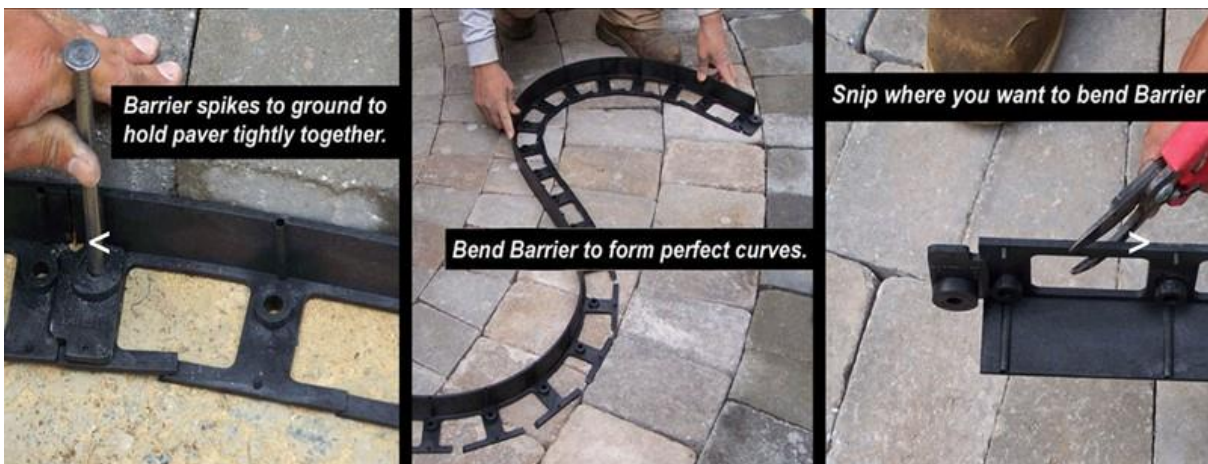 Barrier spikes to ground to
hold paver tightly together.
Bend Barrier to form perfect curves.
Snip where you want to bend Barrier